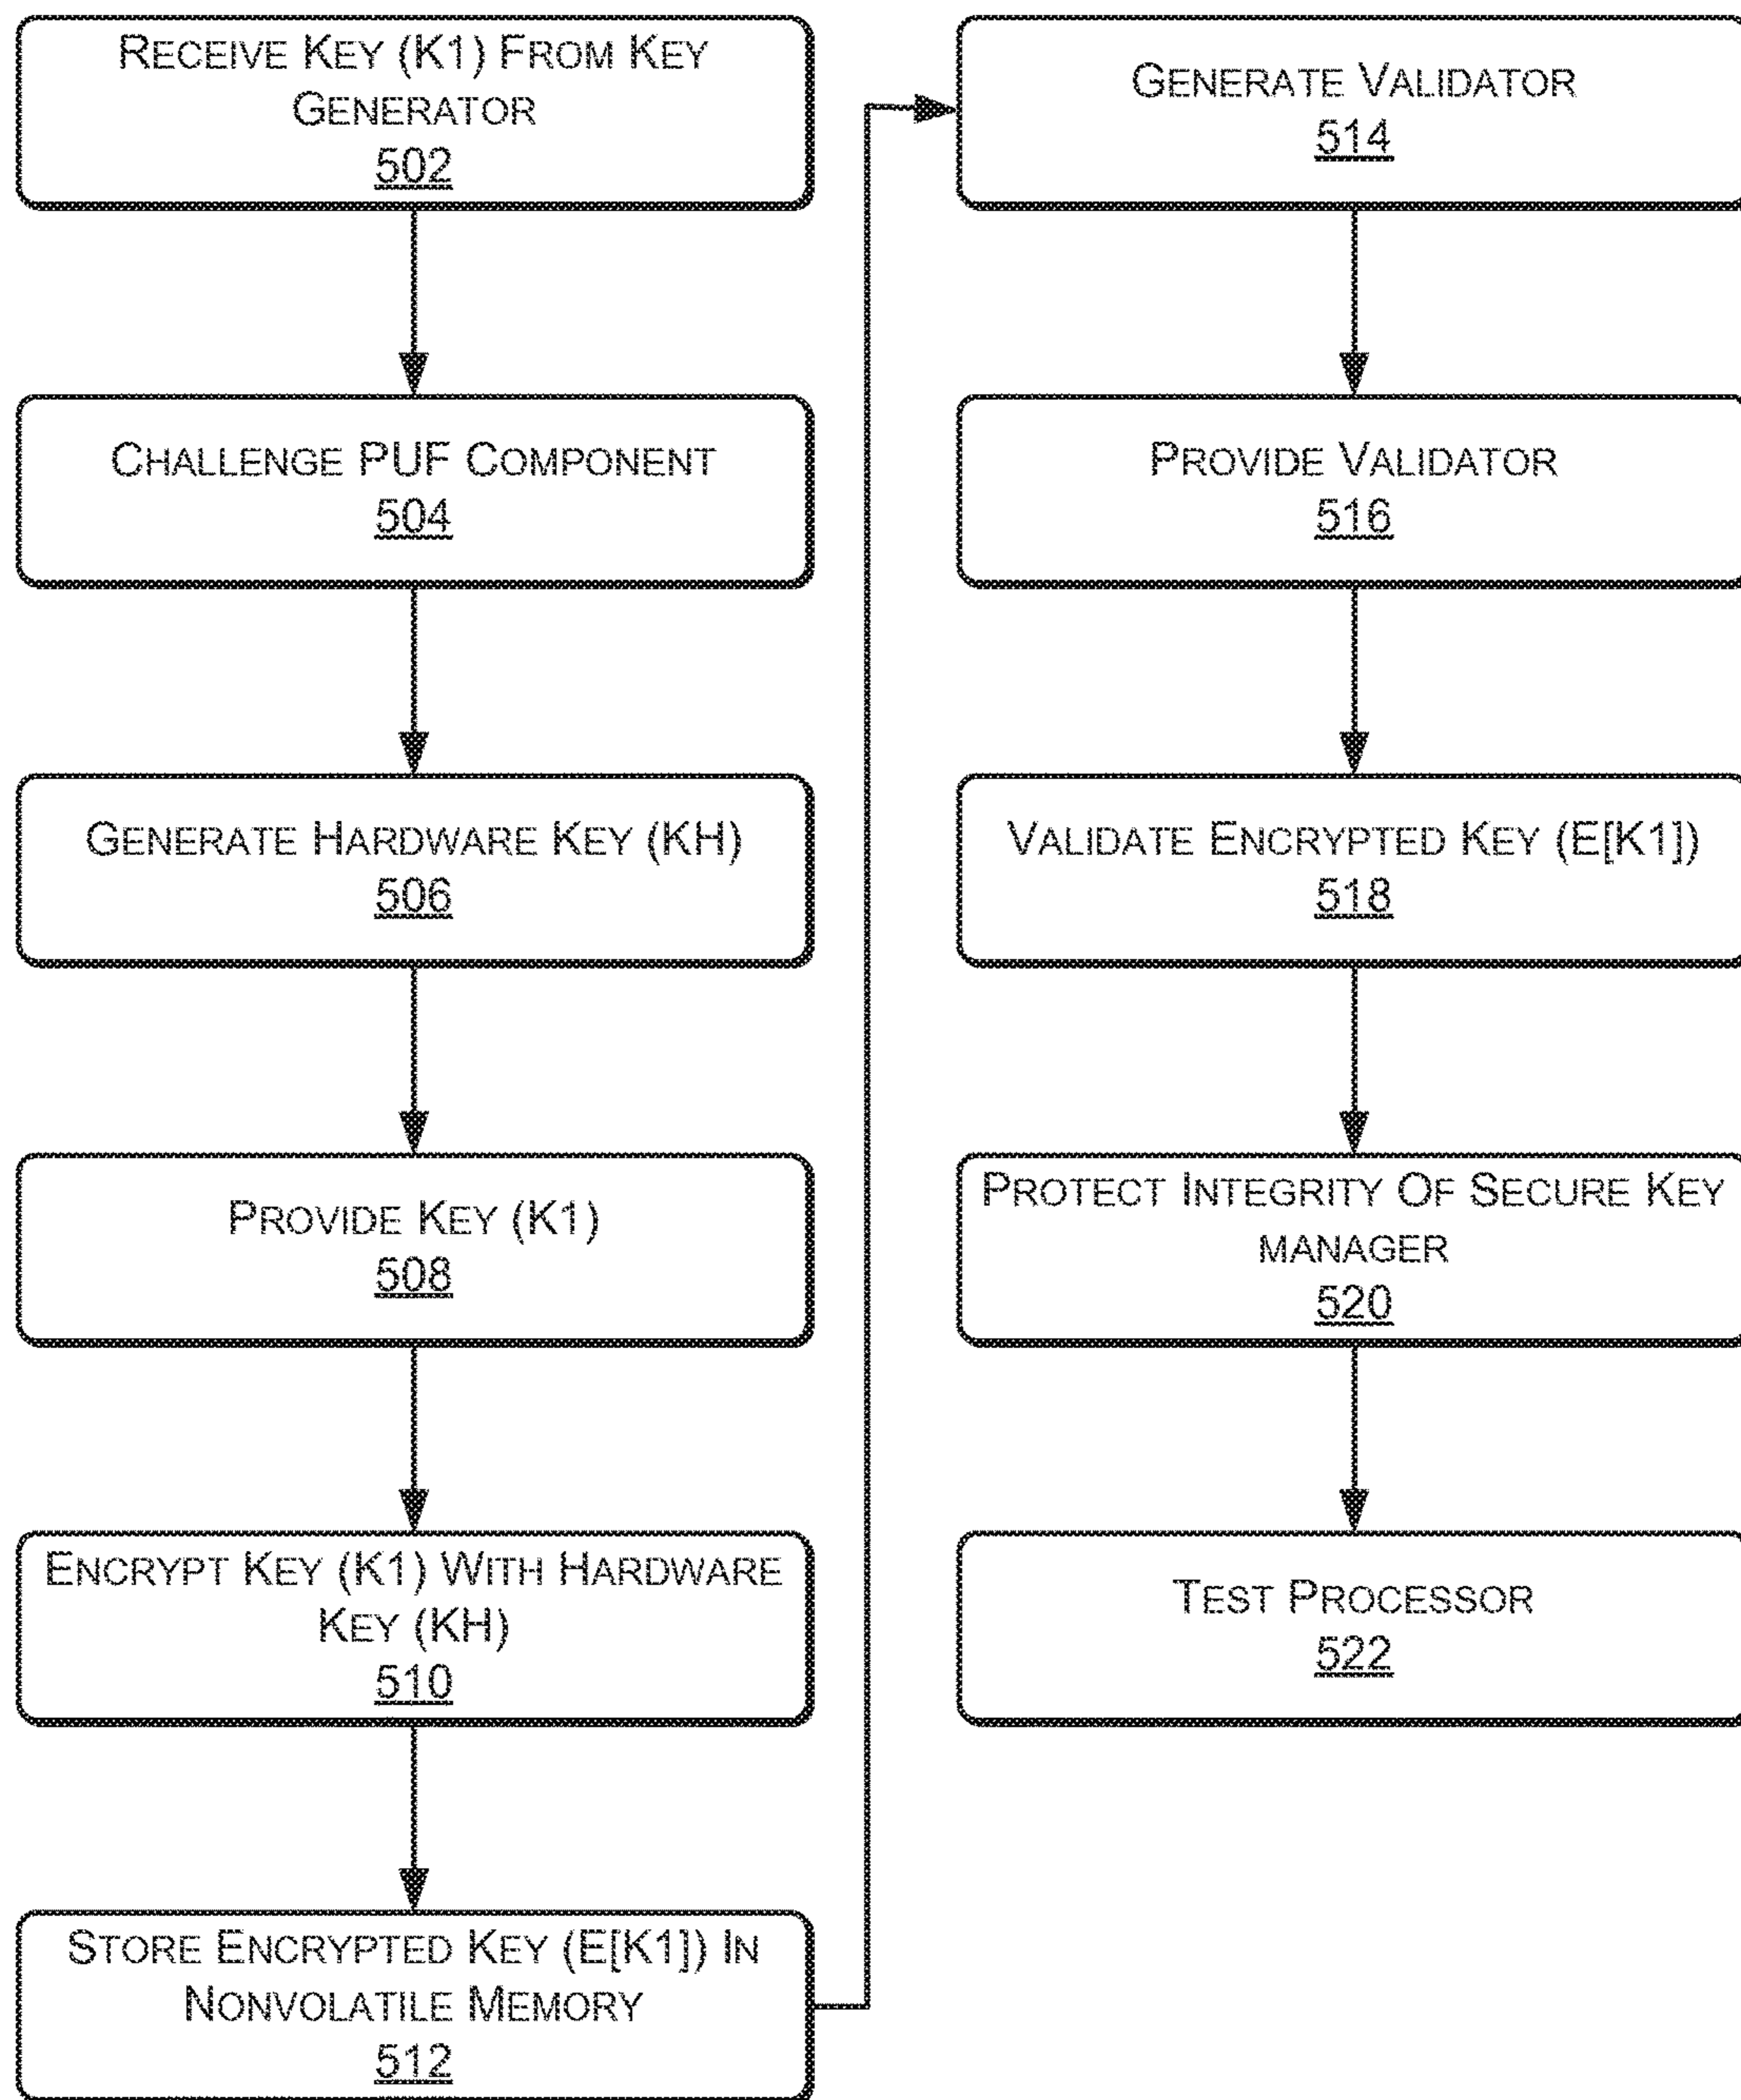 RECEIVE KEY (K1) FROM KEY
GENERATOR
502
CHALLENGE PUF COMPONENT
504
GENERATE HARDWARE KEY (KH)
506
PROVIDE KEY (K1)
508
ENCRYPT KEY (K1) WITH HARDWARE
KEY (KH)
510
STORE ENCRYPTED KEY (E[K1]) IN
NONVOLATILE MEMORY
512
GENERATE VALIDATOR
514
PROVIDE VALIDATOR
516
VALIDATE ENCRYPTED KEY (E[K1])
518
PROTECT INTEGRITY OF SECURE KEY
MANAGER
520
TEST PROCESSOR
522